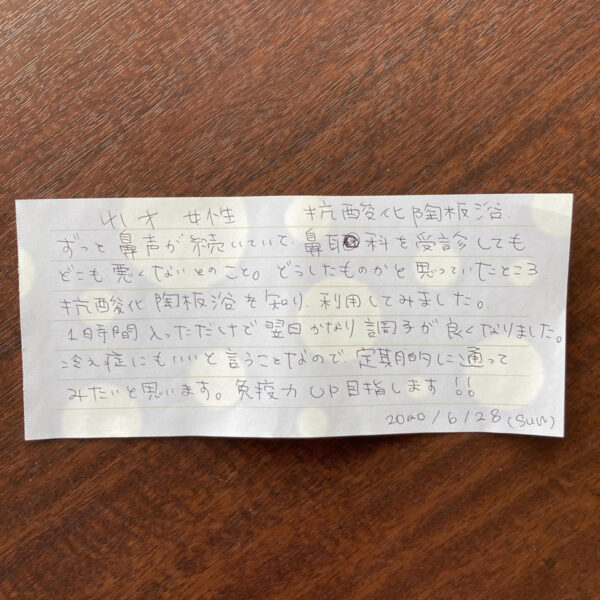 才 女性 抗酸化陶板浴
ずっと鼻声が続いていて、鼻耳科を受診しても
どこも悪くないとのこと。どうしたものかと思っていたところ
抗酸化陶板浴を知り、利用してみました。
1時間入っただけで翌日かなり調子が良くなりました。
冷え症にもいいと言うことなので、定期的に通って
みたいと思います。免疫力UP目指します!!
2020/6/28(sun)